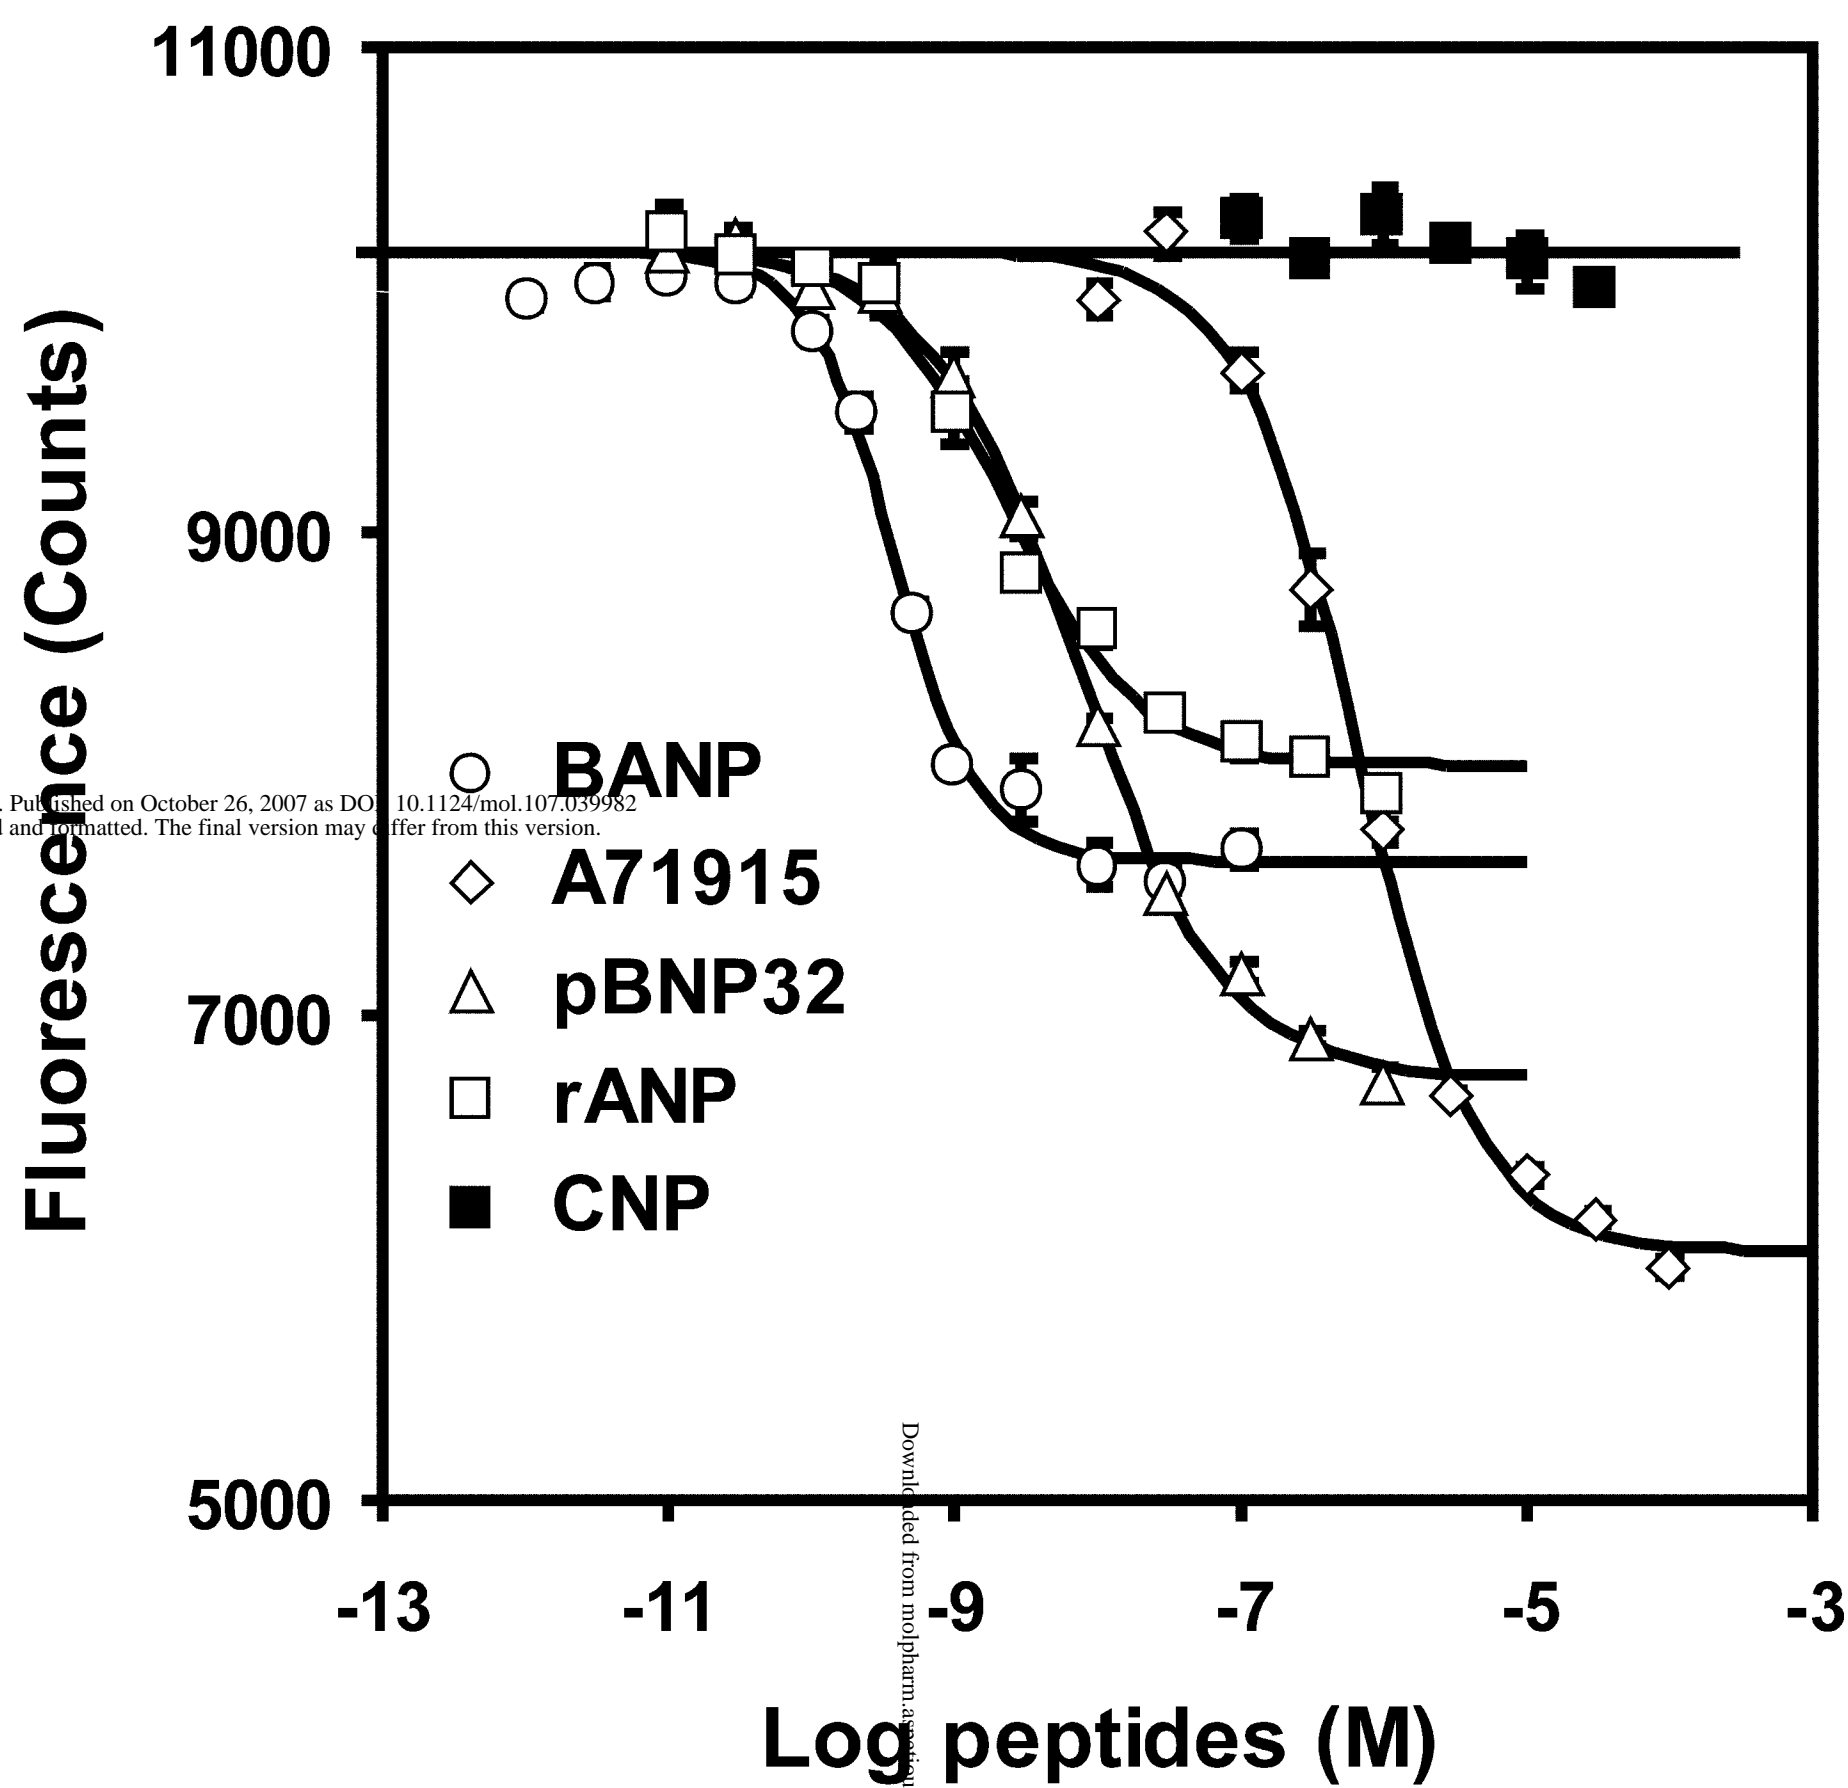 11000
9000
7000
5000
Fluorescence (Counts)
BANP
. Published on October 26, 2007 as DOI 10.1124/mol.107.039982
and formatted. The final version may differ from this version.
A71915
pBNP32
rANP
CNP
-13 -11 -9 -7 -5 -3
Downloaded from
Log peptides (M)